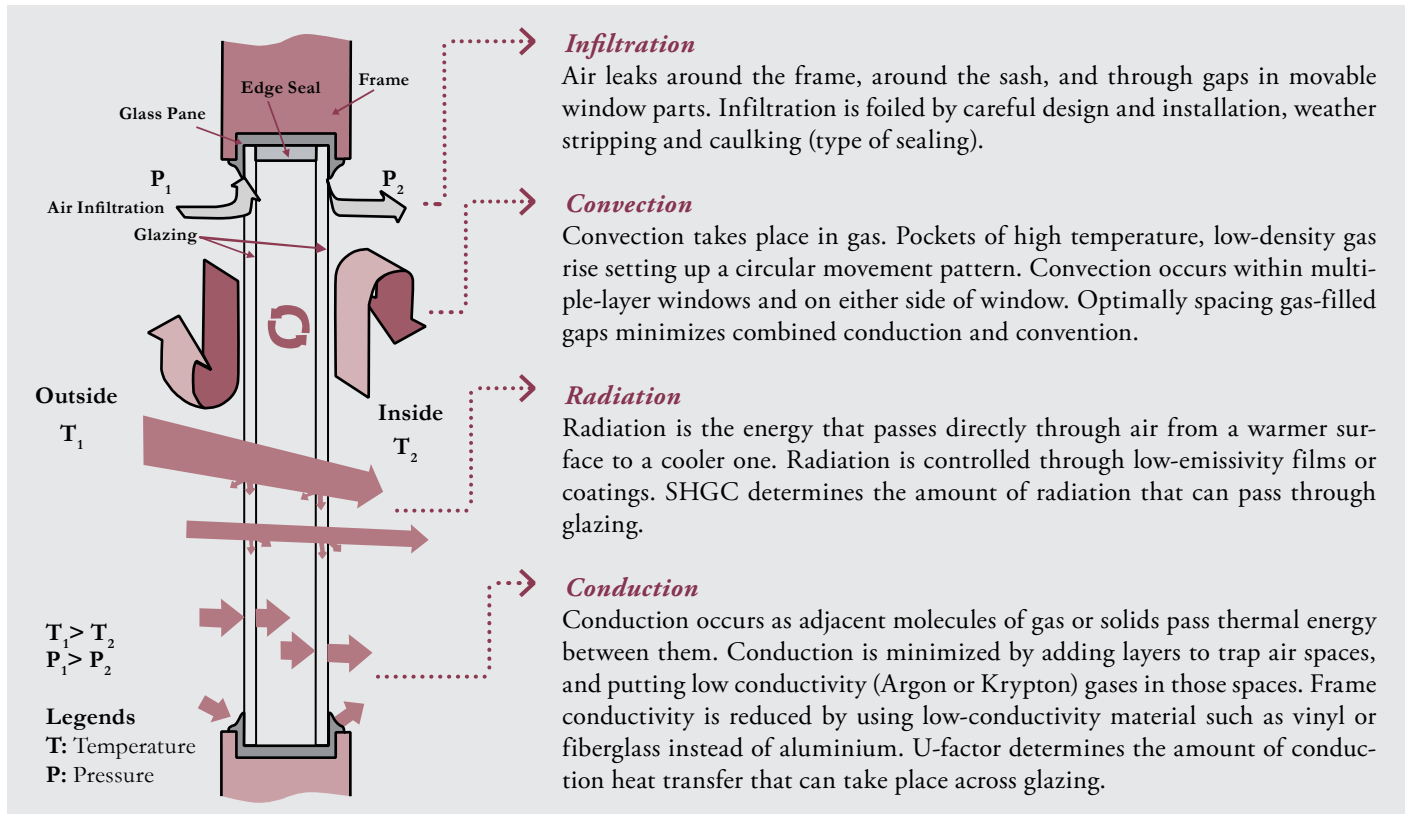 Edge Seal
Frame
Glass Pane
P1
P2
Air Infiltration
Glazing
Outside
T1
Inside
T2
T1> T2
P1> P2
Legends
T: Temperature
P: Pressure
Infiltration
Air leaks around the frame, around the sash, and through gaps in movable
window parts. Infiltration is foiled by careful design and installation, weather
stripping and caulking (type of sealing).
Convection
Convection takes place in gas. Pockets of high temperature, low-density gas
rise setting up a circular movement pattern. Convection occurs within multi-
ple-layer windows and on either side of window. Optimally spacing gas-filled
gaps minimizes combined conduction and convention.
Radiation
Radiation is the energy that passes directly through air from a warmer sur-
face to a cooler one. Radiation is controlled through low-emissivity films or
coatings. SHGC determines the amount of radiation that can pass through
glazing.
Conduction
Conduction occurs as adjacent molecules of gas or solids pass thermal energy
between them. Conduction is minimized by adding layers to trap air spaces,
and putting low conductivity (Argon or Krypton) gases in those spaces. Frame
conductivity is reduced by using low-conductivity material such as vinyl or
fiberglass instead of aluminium. U-factor determines the amount of conduc-
tion heat transfer that can take place across glazing.